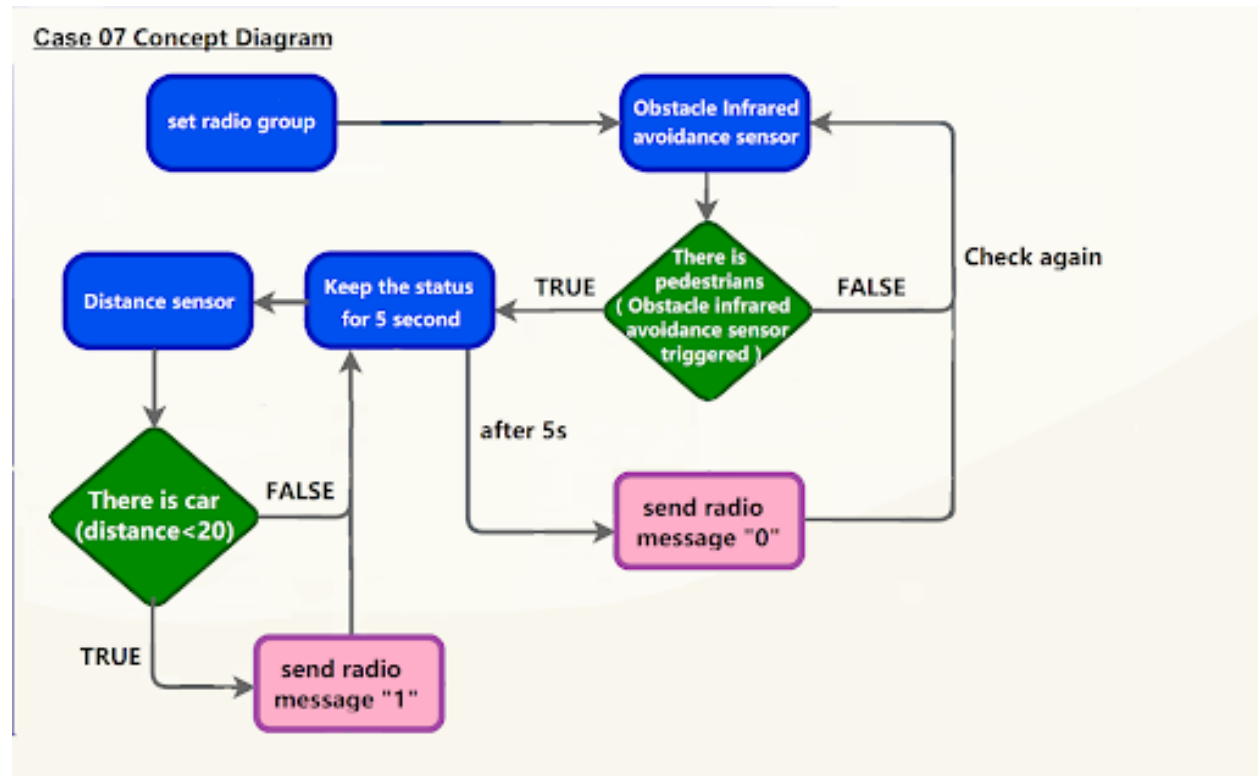 Case 07 Concept Diagram
set radio group
Obstacle Infrared
avoidance sensor
Check again
There is
pedestrians
( Obstacle infrared
avoidance sensor
triggered )
TRUE
FALSE
Keep the status
for 5 second
Distance sensor
after 5s
There is car
(distance<20)
FALSE
send radio
message "0"
TRUE
send radio
message "1"